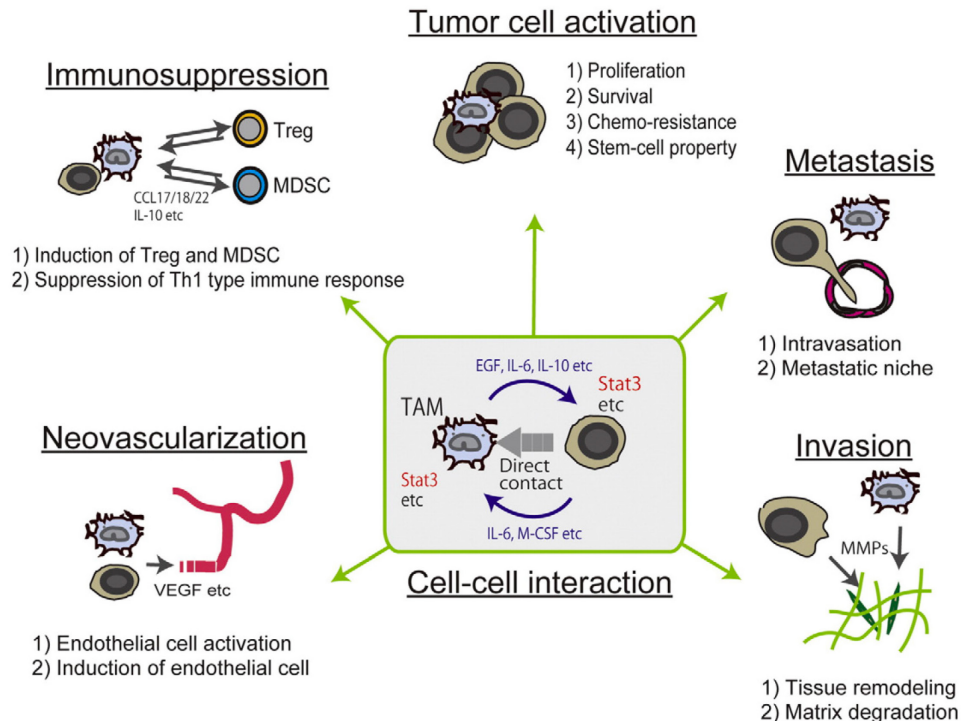 Tumor cell activation
1) Proliferation
2) Survival
3) Chemo-resistance
4) Stem-cell property
Immunosuppression
Treg
MDSC
CCL17/18/22
IL-10 etc
1) Induction of Treg and MDSC
2) Suppression of Th1 type immune response
Metastasis
1) Intravasation
2) Metastatic niche
EGF, IL-6, IL-10 etc
Stat3
etc
TAM
Direct
contact
Stat3
etc
IL-6, M-CSF etc
Cell-cell interaction
Neovascularization
VEGF etc
1) Endothelial cell activation
2) Induction of endothelial cell
Invasion
MMPs
1) Tissue remodeling
2) Matrix degradation